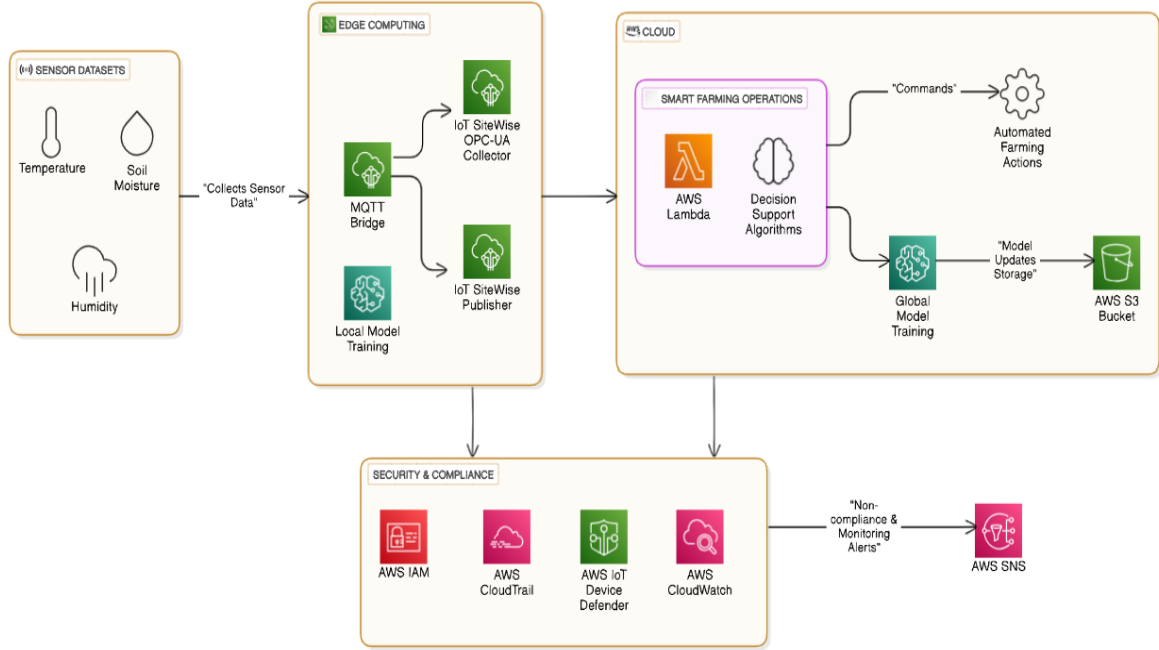 SENSOR DATASETS
Temperature
Soil
Moisture
Humidity
"Collects Sensor
Data"
EDGE COMPUTING
MQTT
Bridge
IoT SiteWise
OPC-UA
Collector
IoT SiteWise
Publisher
Local Model
Training
aws CLOUD
SMART FARMING OPERATIONS
AWS
Lambda
Decision
Support
Algorithms
"Commands"
Automated
Farming
Actions
Global
Model
Training
"Model
Updates
Storage"
AWS S3
Bucket
SECURITY & COMPLIANCE
AWS IAM
AWS
CloudTrail
AWS IoT
Device
Defender
AWS
CloudWatch
"Non-
compliance &
Monitoring
Alerts"
AWS SNS